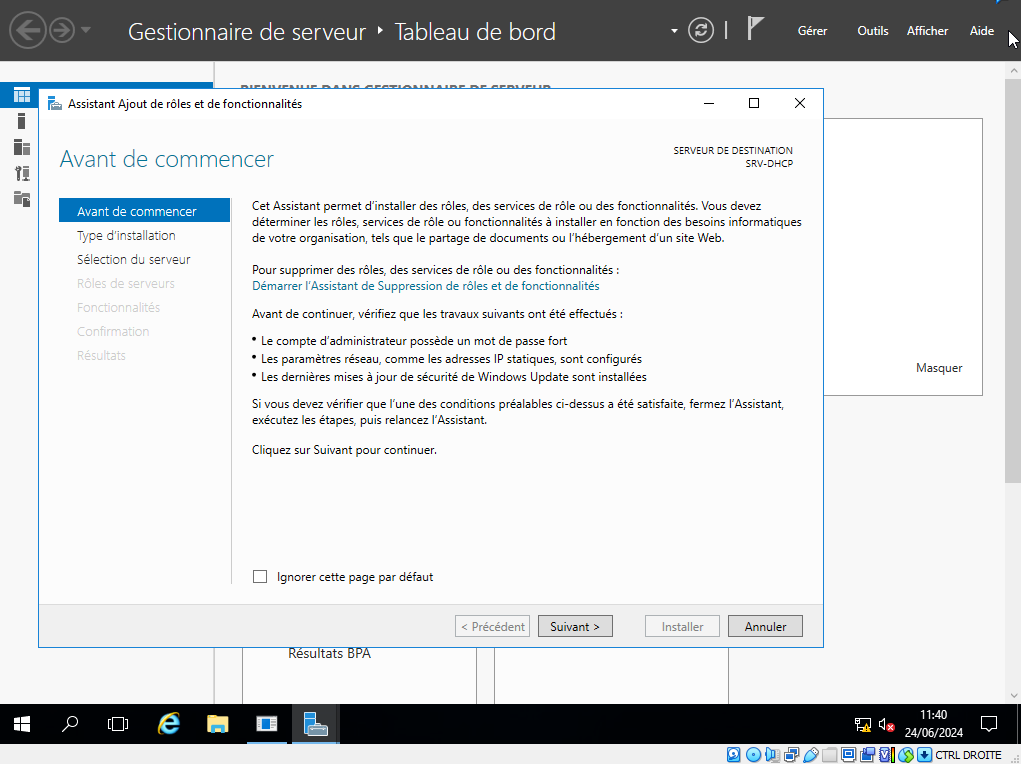 Gestionnaire de serveur ‣ Tableau de bord
Gérer Outils Afficher Aide
BIENVENUE DANS GESTIONNAIRE DE SERVEUR
Assistant Ajout de rôles et de fonctionnalités
Avant de commencer
SERVEUR DE DESTINATION
SRV-DHCP
Avant de commencer
Type d’installation
Sélection du serveur
Rôles de serveurs
Fonctionnalités
Confirmation
Résultats
Cet Assistant permet d’installer des rôles, des services de rôle ou des fonctionnalités. Vous devez
déterminer les rôles, services de rôle ou fonctionnalités à installer en fonction des besoins informatiques
de votre organisation, tels que le partage de documents ou l’hébergement d’un site Web.
Pour supprimer des rôles, des services de rôle ou des fonctionnalités :
Démarrer l’Assistant de Suppression de rôles et de fonctionnalités
Avant de continuer, vérifiez que les travaux suivants ont été effectués :
• Le compte d’administrateur possède un mot de passe fort
• Les paramètres réseau, comme les adresses IP statiques, sont configurés
• Les dernières mises à jour de sécurité de Windows Update sont installées
Si vous devez vérifier que l’une des conditions préalables ci-dessus a été satisfaite, fermez l’Assistant,
exécutez les étapes, puis relancez l’Assistant.
Cliquez sur Suivant pour continuer.
Ignorer cette page par défaut
< Précédent Suivant > Installer Annuler
Masquer
Résultats BPA
11:40
24/06/2024
CTRL DROITE